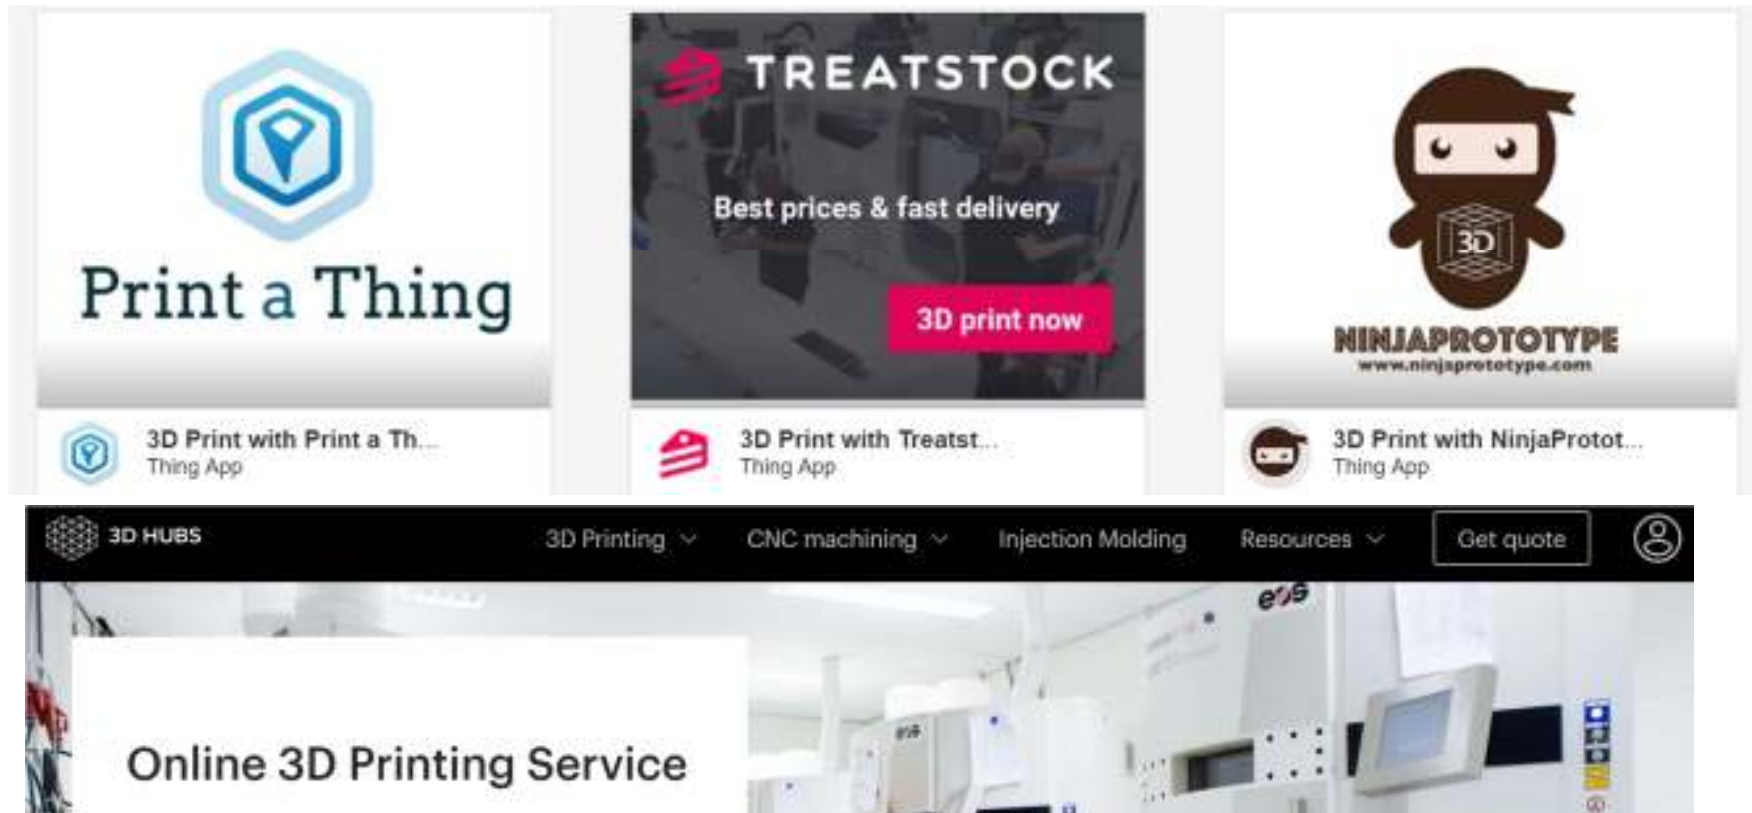 TREATSTOCK
Best prices & fast delivery
3D
Print a Thing
3D print now
NINJAPROTOTYPE
www.ninjaprototype.com
3D Print with Print a Th...
Thing App
3D Print with Treatst...
Thing App
3D Print with NinjaProtot...
Thing App
3D HUBS
3D Printing
CNC machining
Injection Molding
Resources
Get quote
eos
Online 3D Printing Service
eos